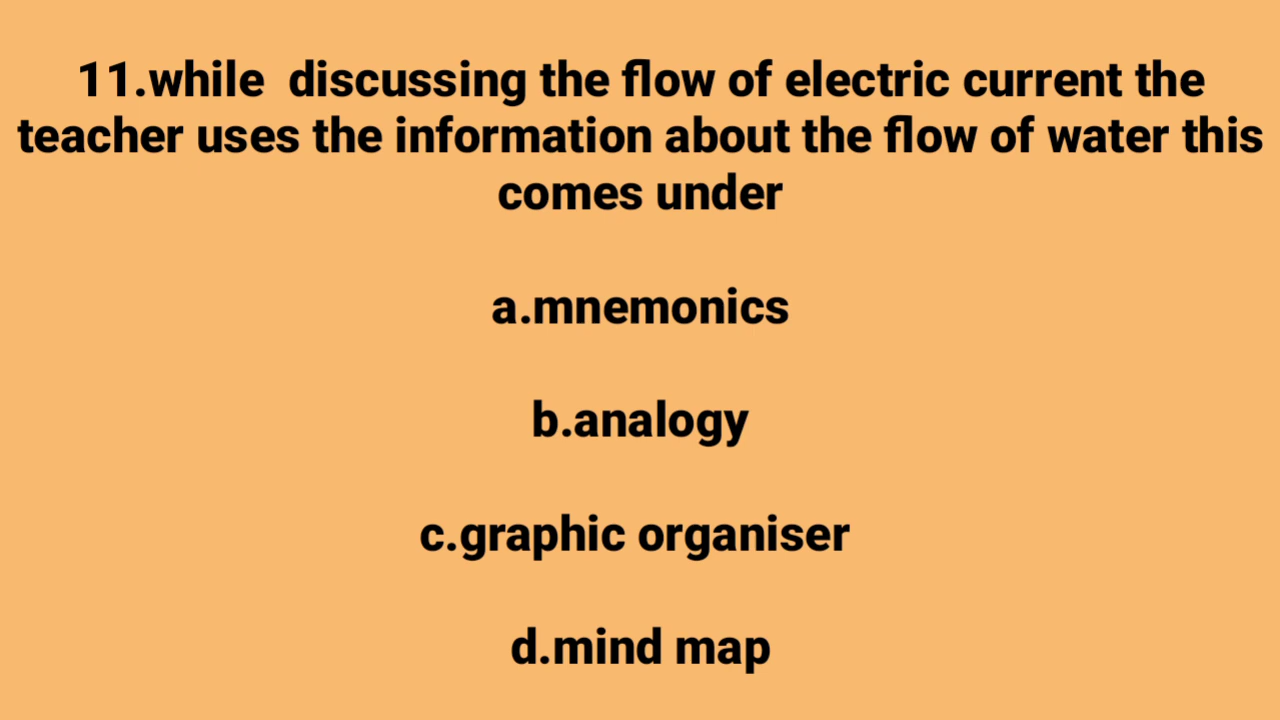 11.while  discussing the flow of electric current the
teacher uses the information about the flow of water this
comes under
a.mnemonics
b.analogy
c.graphic organiser
d.mind map